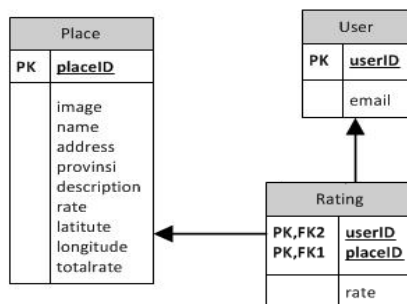 Place
PK placeID
image
name
address
provinsi
description
rate
latitute
longitude
totalrate
User
PK userID
email
Rating
PK,FK2 userID
PK,FK1 placeID
rate